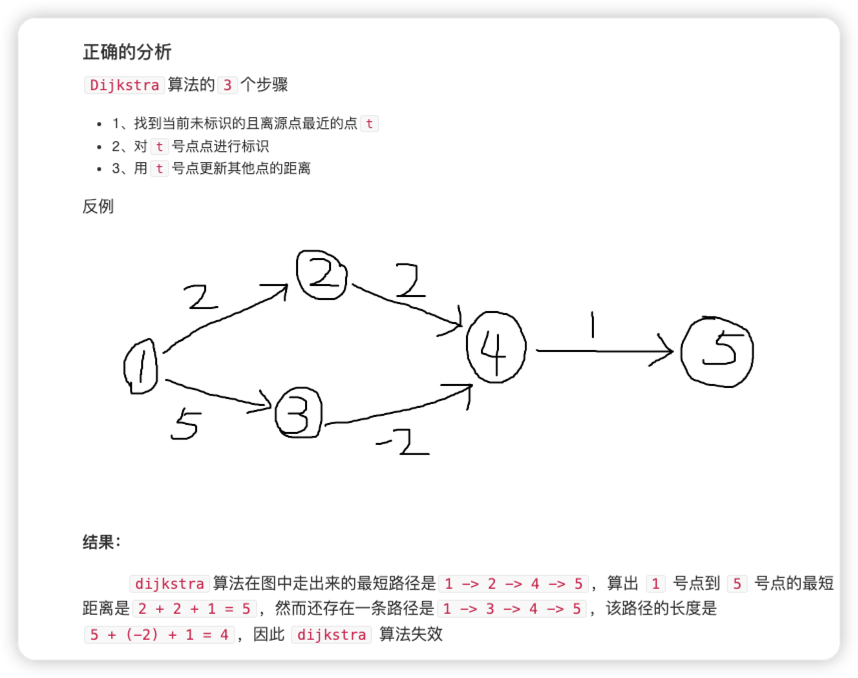 正确的分析
Dijkstra 算法的 3 个步骤
• 1、找到当前未标识的且离源点最近的点 t
• 2、对 t 号点点进行标识
• 3、用 t 号点更新其他点的距离
反例
2
2
2
1
4
1
5
5
3
-2
结果：
dijkstra 算法在图中走出来的最短路径是 1 -> 2 -> 4 -> 5，算出 1 号点到 5 号点的最短
距离是 2 + 2 + 1 = 5，然而还存在一条路径是 1 -> 3 -> 4 -> 5，该路径的长度是
5 + (-2) + 1 = 4，因此 dijkstra 算法失效